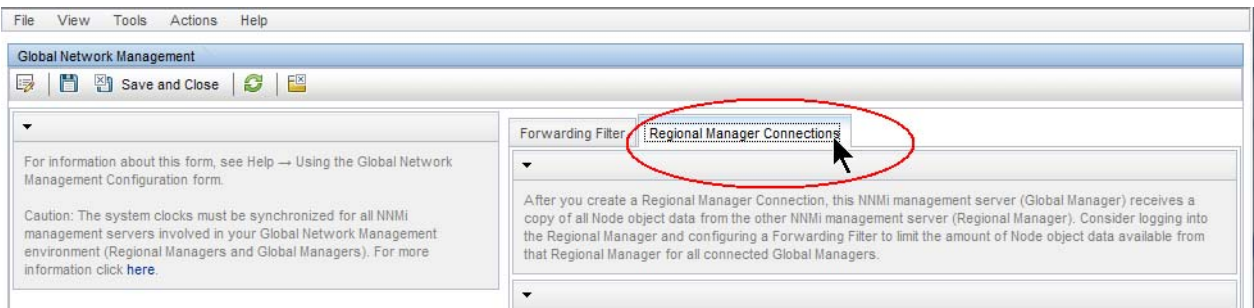 File View Tools Actions Help
Global Network Management
Save and Close
For information about this form, see Help → Using the Global Network
Management Configuration form.
Caution: The system clocks must be synchronized for all NNMi
management servers involved in your Global Network Management
environment (Regional Managers and Global Managers). For more
information click here.
Forwarding Filter Regional Manager Connections
After you create a Regional Manager Connection, this NNMi management server (Global Manager) receives a
copy of all Node object data from the other NNMi management server (Regional Manager). Consider logging into
the Regional Manager and configuring a Forwarding Filter to limit the amount of Node object data available from
that Regional Manager for all connected Global Managers.